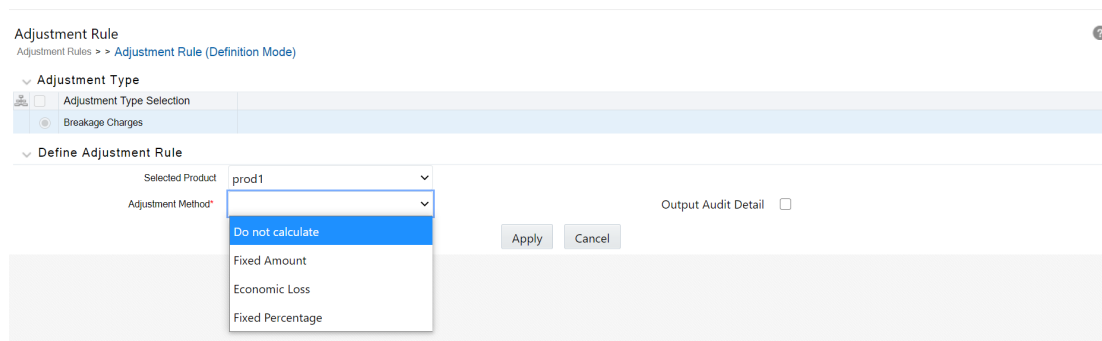 Adjustment Rule
Adjustment Rules > > Adjustment Rule (Definition Mode)
Adjustment Type
Adjustment Type Selection
Breakage Charges
Define Adjustment Rule
Selected Product prod1
Adjustment Method* Output Audit Detail
Do not calculate
Apply Cancel
Fixed Amount
Economic Loss
Fixed Percentage